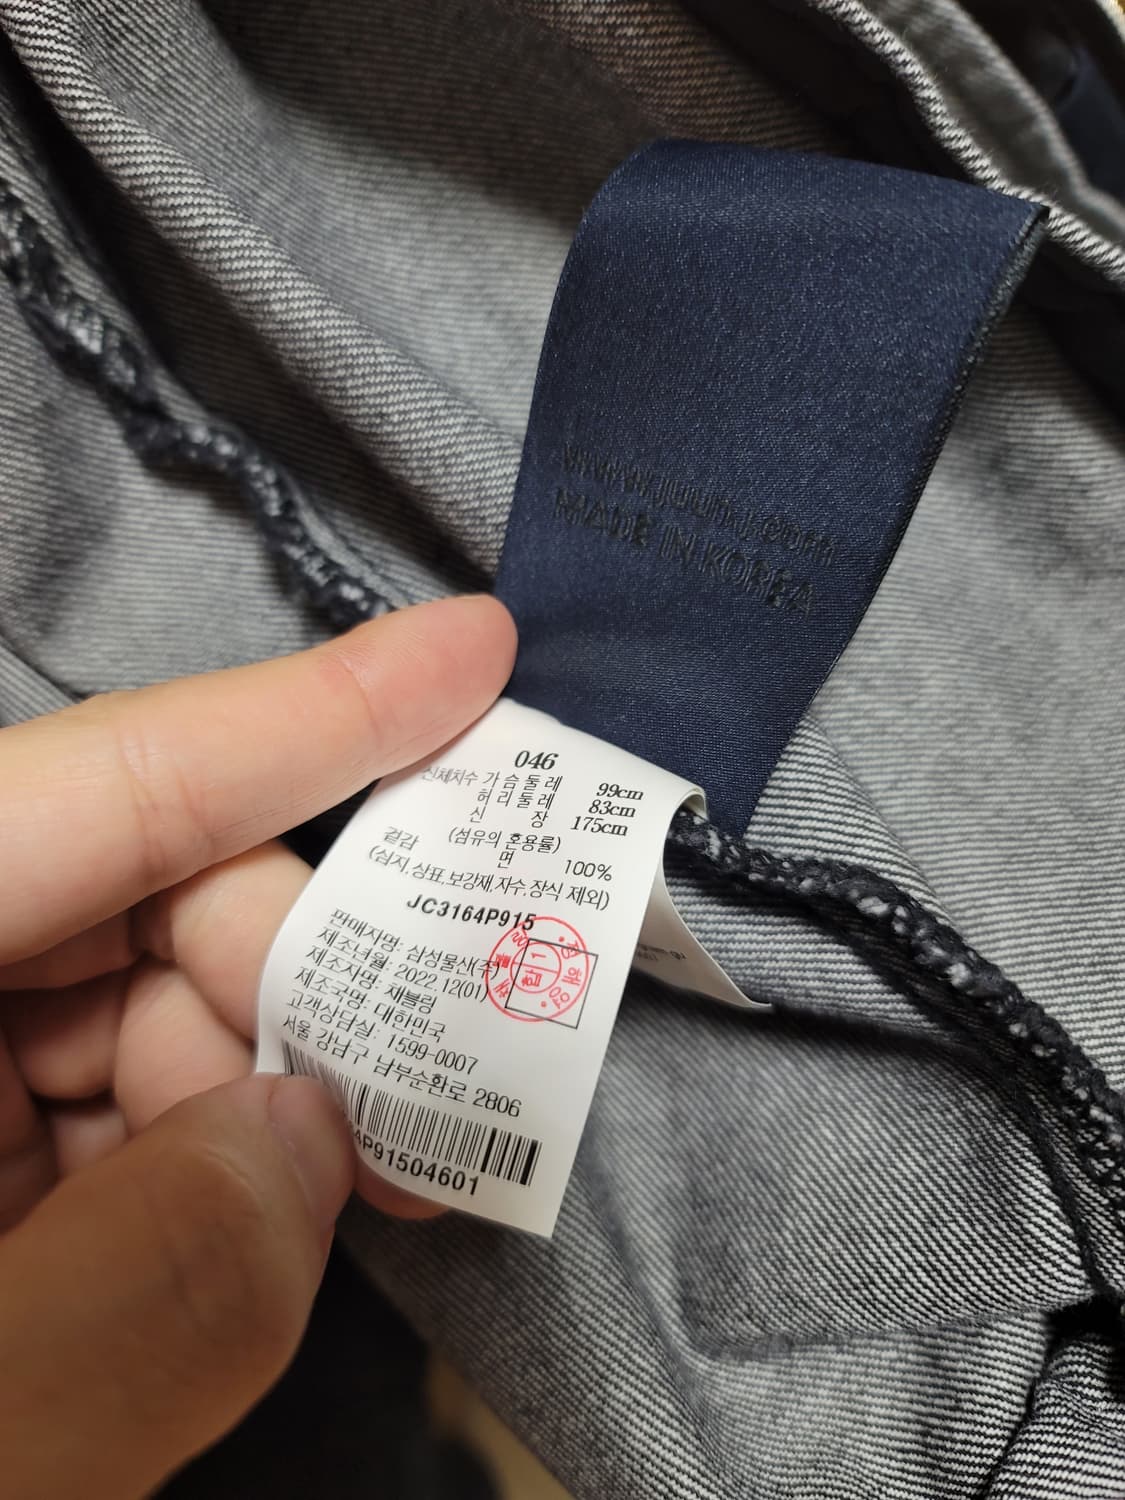 www.juunj.com
MADE IN KOREA
046
신체치수 가슴둘레 99cm
허리둘레 83cm
신 장 175cm
(섬유의 혼용률)
겉감 면 100%
(심지,상표,보강재,자수,장식 제외)
JC3164P915
판매자명: 삼성물산(주)
제조년월: 2022.12(01)
제조자명: 재블링
제조국명: 대한민국
고객상담실: 1599-0007
서울 강남구 남부순환로 2806
4P91504601